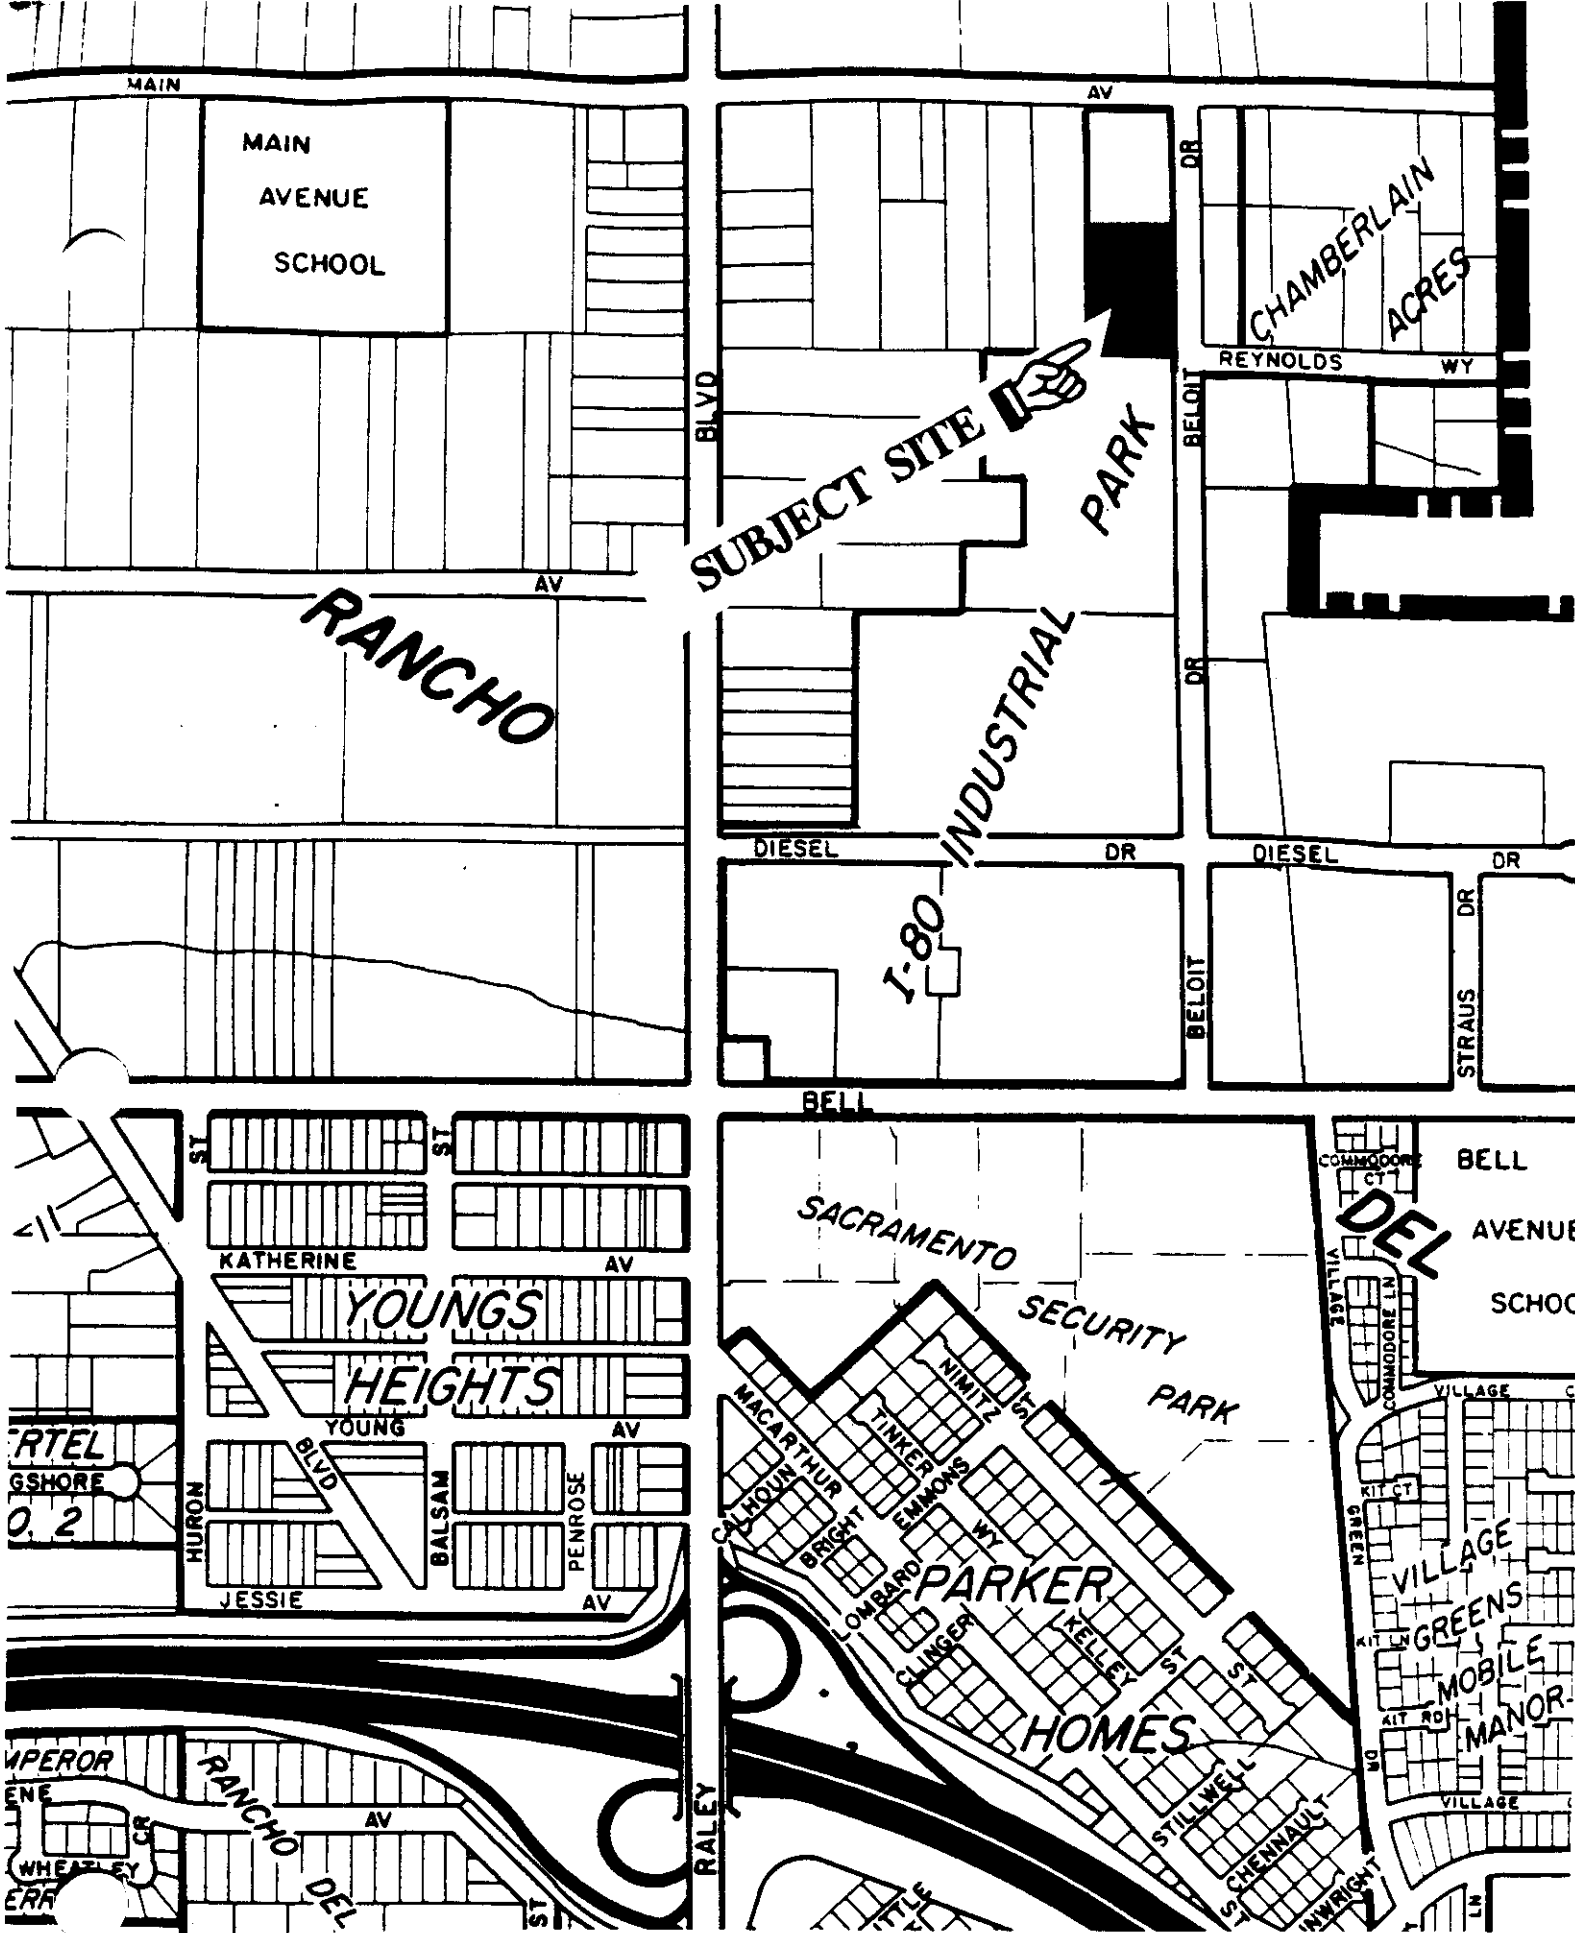 MAIN
AV
MAIN
AVENUE
SCHOOL
DR
CHAMBERLAIN
ACRES
REYNOLDS
WY
BLVD
BELOIT
SUBJECT SITE
PARK
AV
RANCHO
INDUSTRIAL
DR
DIESEL
DR
DIESEL
DR
I-80
DR
BELOIT
STRAUS
BELL
ST
ST
COMMODORE
CT
BELL
AVENUE
DEL
SACRAMENTO
KATHERINE
AV
VILLAGE
COMMODORE LN
YOUNGS
SECURITY
HEIGHTS
NIMITZ
ST
PARK
VILLAGE
MACARTHUR
TINKER
YOUNG
AV
BLVD
GSHORE
O. 2
HURON
BALSAM
PENROSE
CALHOUN
EMMONS
WY
BRIGHT
KIT CT
GREEN
VILLAGE
GREENS
MOBILE
MANOR
PARKER
JESSIE
AV
OMBARD
CLINGER
KELLEY
ST
ST
KIT LN
KIT RD
HOMES
DR
RANCHO
DEL
AV
CR
WHEATLEY
RALEY
STILLWELL
CHENNAULT
VILLAGE
ST
ST
LN